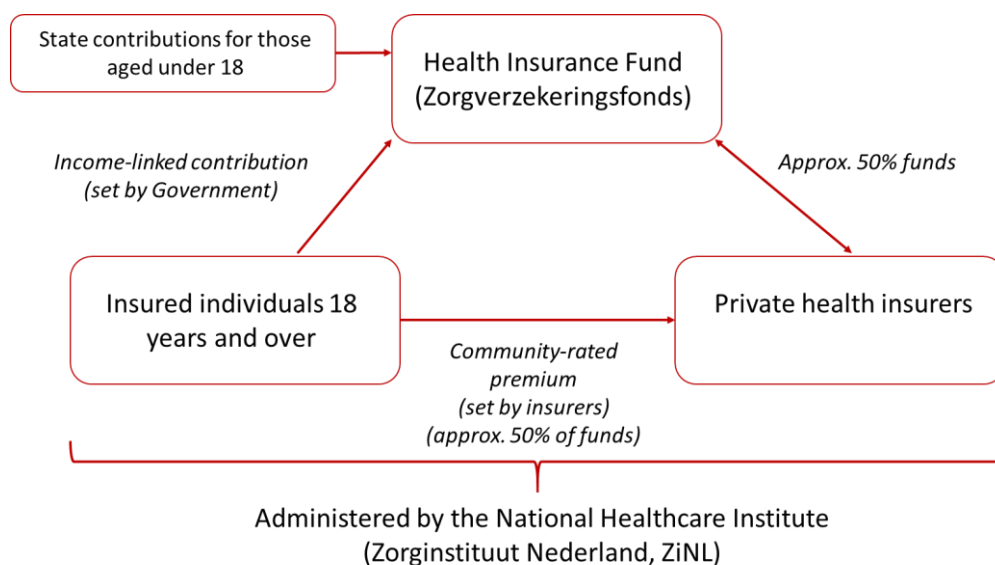 State contributions for those
aged under 18
Health Insurance Fund
(Zorgverzekeringsfonds)
Income-linked contribution
(set by Government)
Approx. 50% funds
Insured individuals 18
years and over
Private health insurers
Community-rated
premium
(set by insurers)
(approx. 50% of funds)
Administered by the National Healthcare Institute
(Zorginstituut Nederland, ZiNL)